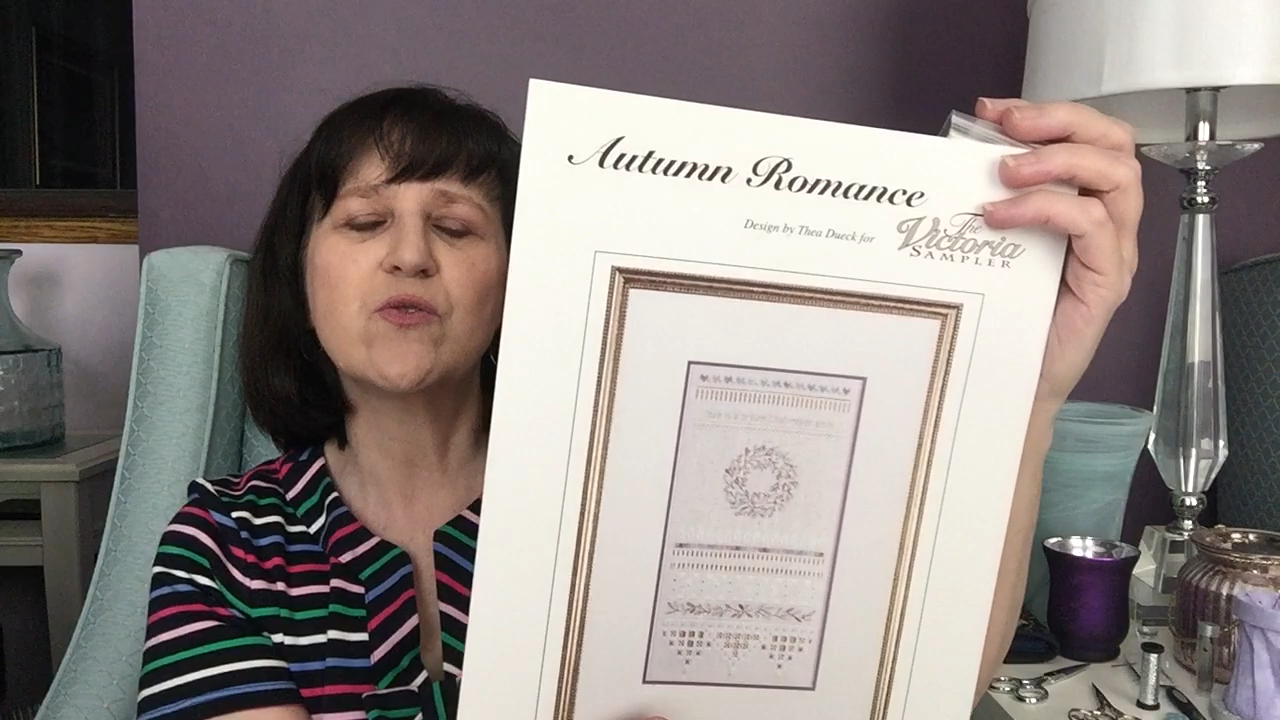 Autumn Romance
Design by Thea Dueck for
The
Victoria
SAMPLER